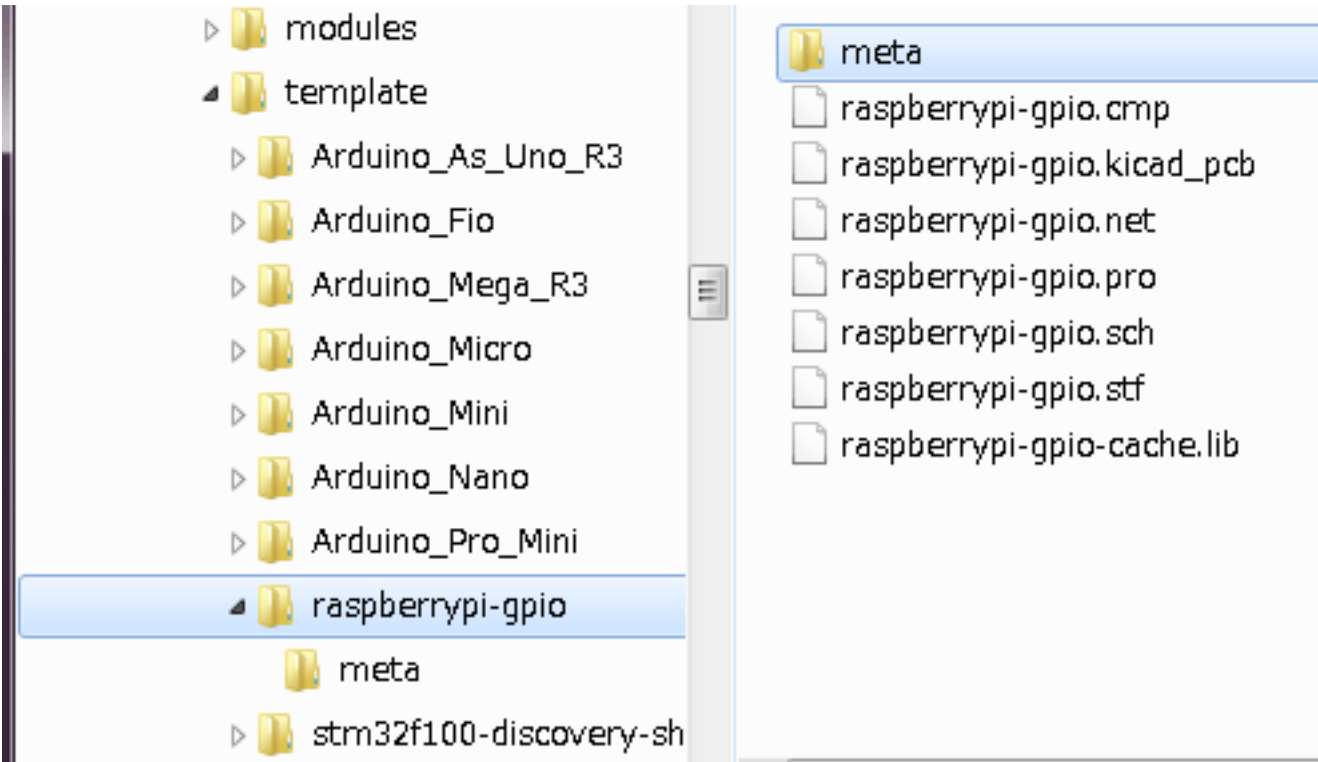 modules
template
Arduino_As_Uno_R3
Arduino_Fio
Arduino_Mega_R3
Arduino_Micro
Arduino_Mini
Arduino_Nano
Arduino_Pro_Mini
raspberrypi-gpio
meta
stm32f100-discovery-sh
meta
raspberrypi-gpio.cmp
raspberrypi-gpio.kicad_pcb
raspberrypi-gpio.net
raspberrypi-gpio.pro
raspberrypi-gpio.sch
raspberrypi-gpio.stf
raspberrypi-gpio-cache.lib